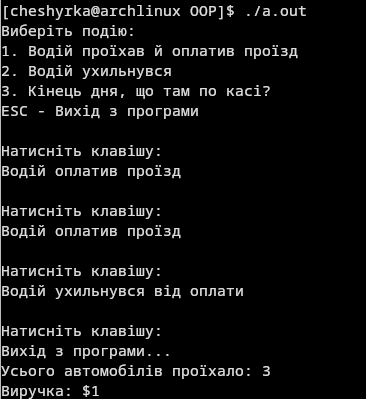 [cheshyrka@archlinux OOP]$ ./a.out
Виберіть подію:
1. Водій проїхав й оплатив проїзд
2. Водій ухильнувся
3. Кінець дня, що там по касі?
ESC - Вихід з програми
Натисніть клавішу:
Водій оплатив проїзд
Натисніть клавішу:
Водій оплатив проїзд
Натисніть клавішу:
Водій ухильнувся від оплати
Натисніть клавішу:
Вихід з програми...
Усього автомобілів проїхало: 3
Виручка: $1